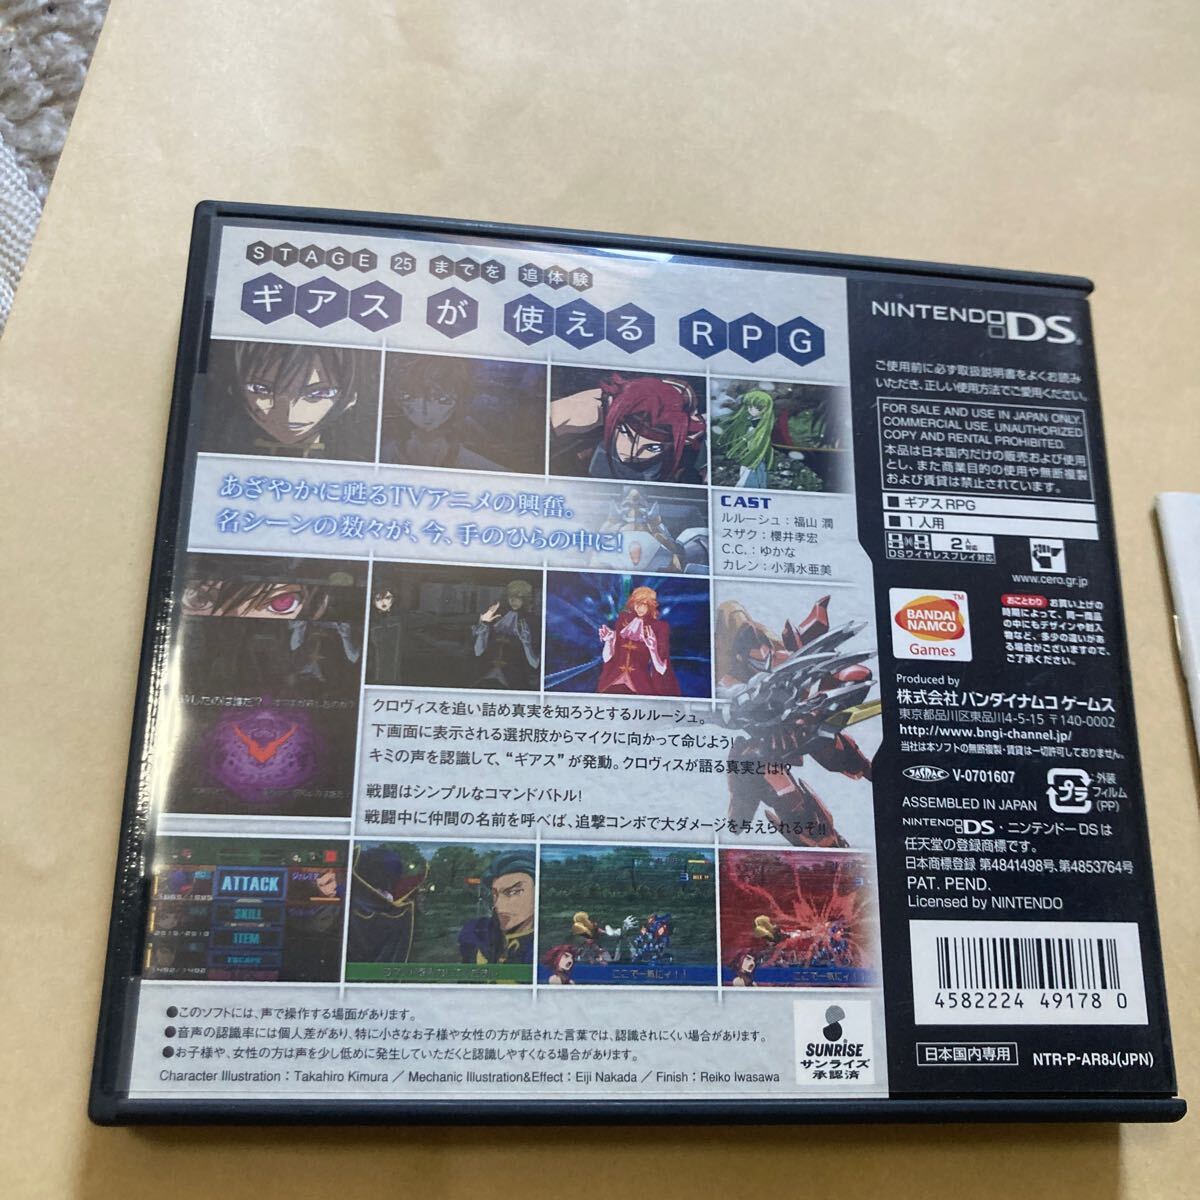 STAGE 25 までを 追体験
ギアス が 使える RPG
あざやかに甦るTVアニメの興奮。
名シーンの数々が、今、手のひらの中に!
CAST
ルルーシュ：福山 潤
スザク：櫻井孝宏
C.C.：ゆかな
カレン：小清水亜美
クロヴィスを追い詰め真実を知ろうとするルルーシュ。
下画面に表示される選択肢からマイクに向かって命じよう!
キミの声を認識して、“ギアス”が発動。クロヴィスが語る真実とは!?
戦闘はシンプルなコマンドバトル!
戦闘中に仲間の名前を呼べば、追撃コンボで大ダメージを与えられるぞ!!
ATTACK
SKILL
ITEM
ESCAPE
ここで一気にィ!!
ここで一気にィ!
●このソフトには、声で操作する場面があります。
●音声の認識率には個人差があり、特に小さなお子様や女性の方が話された言葉では、認識されにくい場合があります。
●お子様や、女性の方は声を少し低めに発生していただくと認識しやすくなる場合があります。
Character Illustration：Takahiro Kimura ／ Mechanic Illustration&Effect：Eiji Nakada ／ Finish：Reiko Iwasawa
SUNRISE
サンライズ
承認済
NINTENDO DS
ご使用前に必ず取扱説明書をよくお読み
いただき、正しい使用方法でご愛用ください。
FOR SALE AND USE IN JAPAN ONLY.
COMMERCIAL USE, UNAUTHORIZED
COPY AND RENTAL PROHIBITED.
本品は日本国内だけの販売および使用
とし、また商業目的の使用や無断複製
および賃貸は禁止されています。
■ ギアスRPG
■ 1人用
2人対応
DSワイヤレスプレイ対応
www.cero.gr.jp
BANDAI
NAMCO
Games
TM
おことわり お買い上げの
時期によって、同一商品
の中にもデザインや封入
物など、多少の違いがあ
る場合がございますので、
ご了承ください。
Produced by
株式会社 バンダイナムコ ゲームス
東京都品川区東品川4-5-15 〒140-0002
http://www.bngi-channel.jp/
当社は本ソフトの無断複製・賃貸は一切許可しておりません。
JASRAC V-0701607
プラ
外装
フィルム
(PP)
ASSEMBLED IN JAPAN
NINTENDO DS・ニンテンドーDSは
任天堂の登録商標です。
日本商標登録 第4841498号、第4853764号
PAT. PEND.
Licensed by NINTENDO
4582224 491780
日本国内専用
NTR-P-AR8J(JPN)